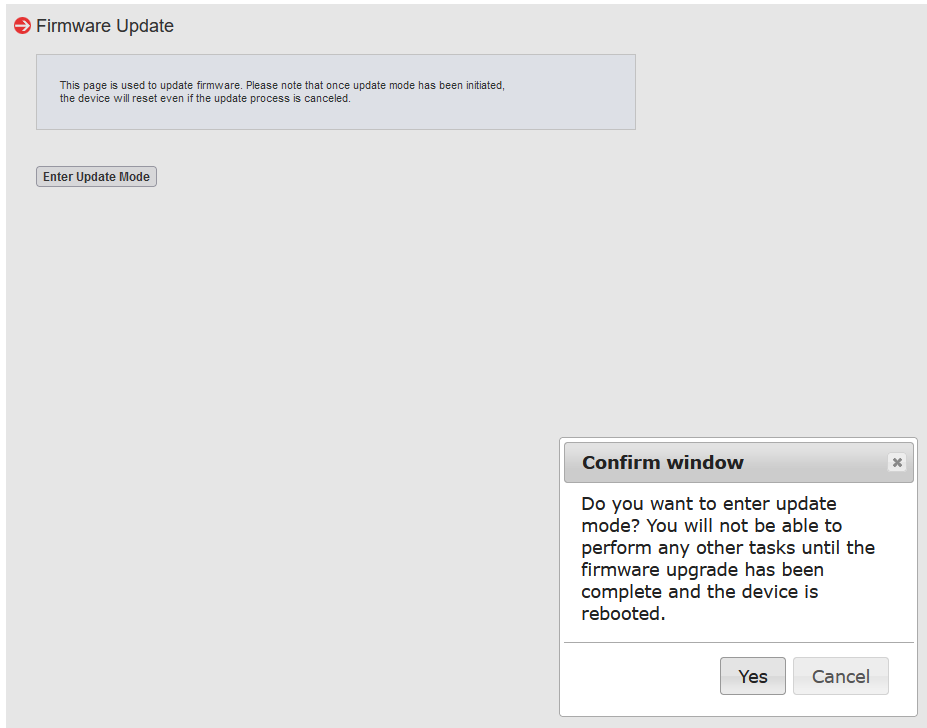 Firmware Update
This page is used to update firmware. Please note that once update mode has been initiated,
the device will reset even if the update process is canceled.
Enter Update Mode
Confirm window
Do you want to enter update
mode? You will not be able to
perform any other tasks until the
firmware upgrade has been
complete and the device is
rebooted.
Yes
Cancel